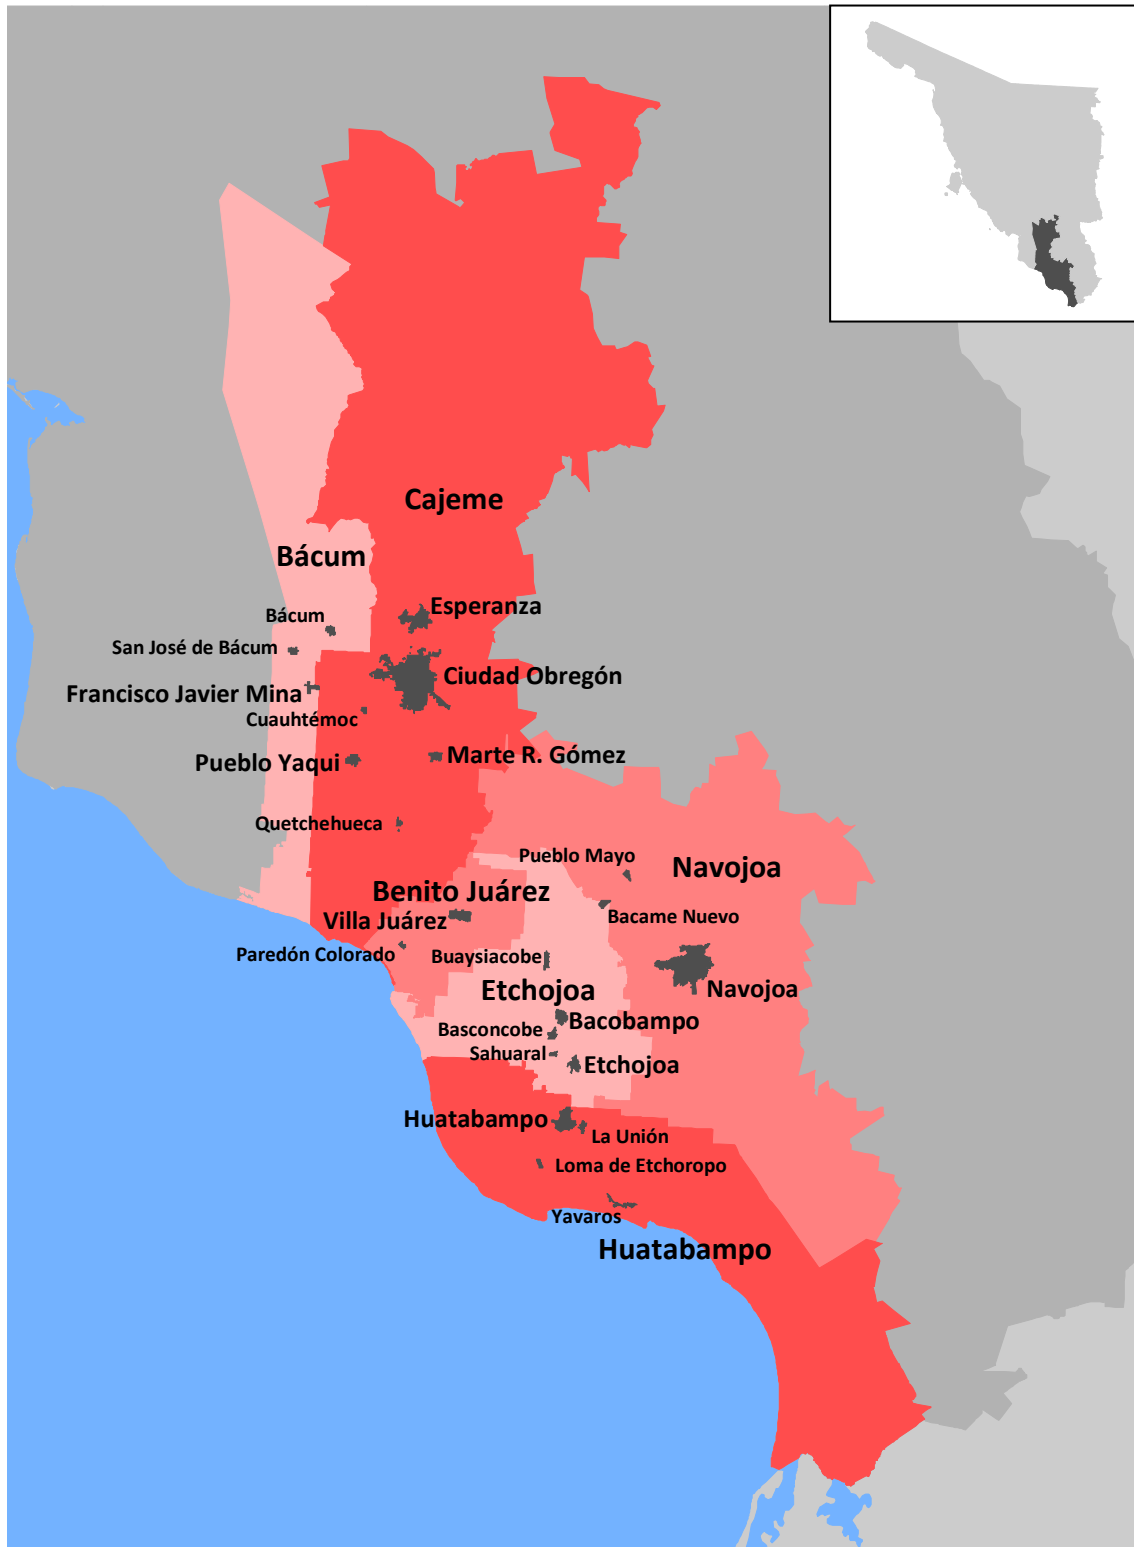 Cajeme
Bácum
Esperanza
Bácum
San José de Bácum
Ciudad Obregón
Francisco Javier Mina
Cuauhtémoc
Marte R. Gómez
Pueblo Yaqui
Quetchehueca
Pueblo Mayo
Navojoa
Benito Juárez
Bacame Nuevo
Villa Juárez
Paredón Colorado
Buaysiacobe
Etchojoa
Navojoa
Bacobampo
Basconcobe
Sahuaral
Etchojoa
Huatabampo
La Unión
Loma de Etchoropo
Yavaros
Huatabampo